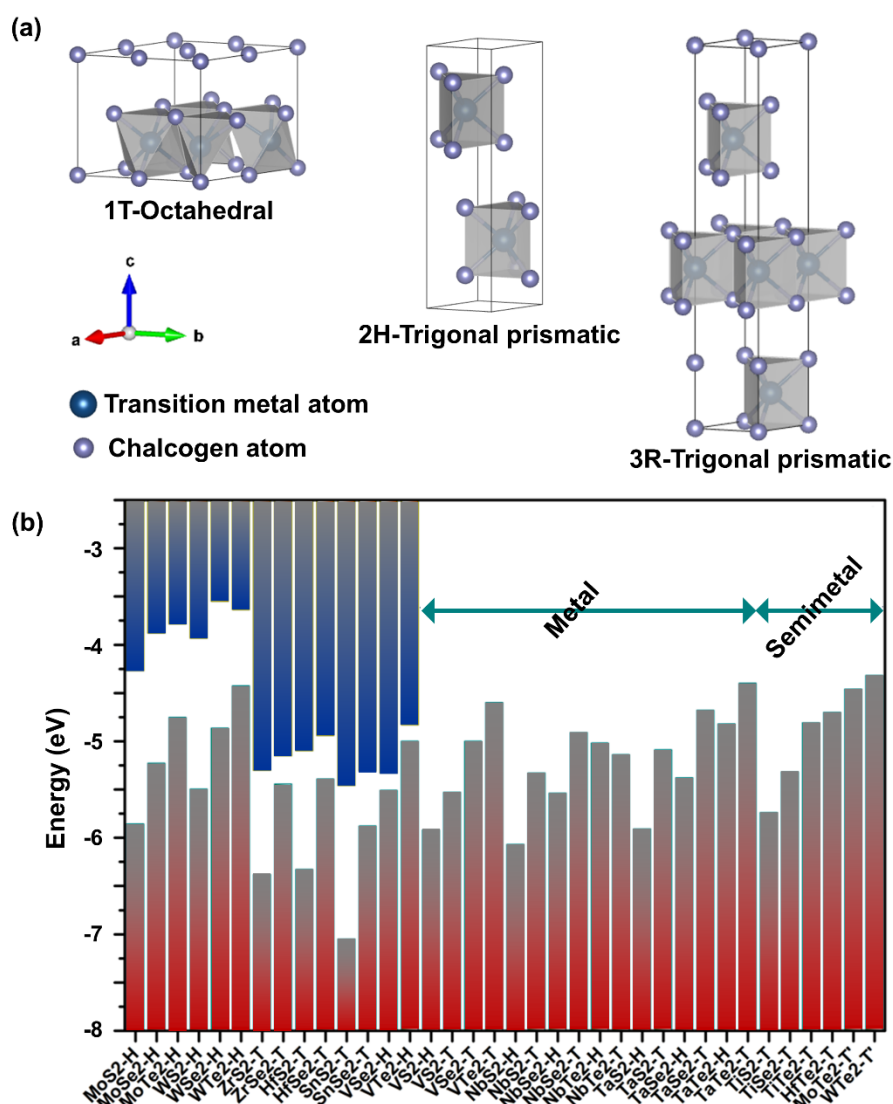 (a)
1T-Octahedral
2H-Trigonal prismatic
3R-Trigonal prismatic
c
a
b
Transition metal atom
Chalcogen atom
(b)
Energy (eV)
-3
-4
-5
-6
-7
-8
Metal
Semimetal
MoS2-H
MoSe2-H
MoTe2-H
WS2-H
WSe2-H
WTe2-H
ZrS2-T
ZrSe2-T
HfS2-T
HfSe2-T
SnS2-T
SnSe2-T
VSe2-H
VTe2-H
VS2-H
VS2-T
VSe2-T
VTe2-T
NbS2-H
NbS2-T
NbSe2-H
NbSe2-T
NbTe2-H
NbTe2-T
TaS2-H
TaS2-T
TaSe2-H
TaSe2-T
TaTe2-H
TaTe2-T
TiS2-T
TiSe2-T
TiTe2-T
HfTe2-T
MoTe2-T'
WTe2-T'